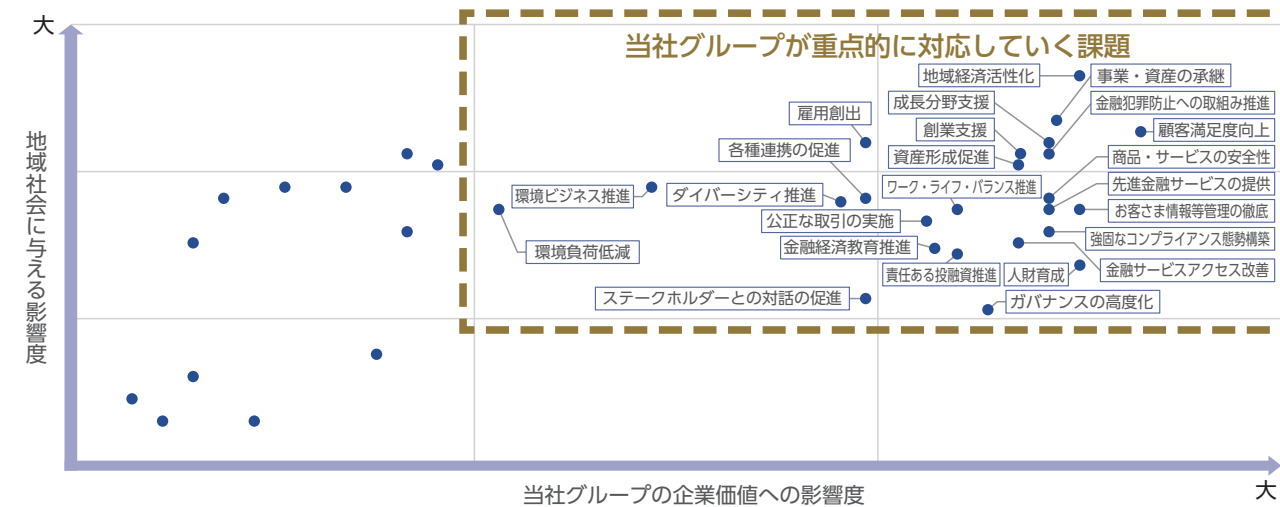 大
当社グループが重点的に対応していく課題
地域経済活性化
事業・資産の承継
成長分野支援
金融犯罪防止への取組み推進
雇用創出
創業支援
顧客満足度向上
各種連携の促進
資産形成促進
商品・サービスの安全性
環境ビジネス推進
ダイバーシティ推進
ワーク・ライフ・バランス推進
先進金融サービスの提供
公正な取引の実施
お客さま情報等管理の徹底
環境負荷低減
金融経済教育推進
強固なコンプライアンス態勢構築
責任ある投融資推進
人財育成
金融サービスアクセス改善
ステークホルダーとの対話の促進
ガバナンスの高度化
地域社会に与える影響度
当社グループの企業価値への影響度
大